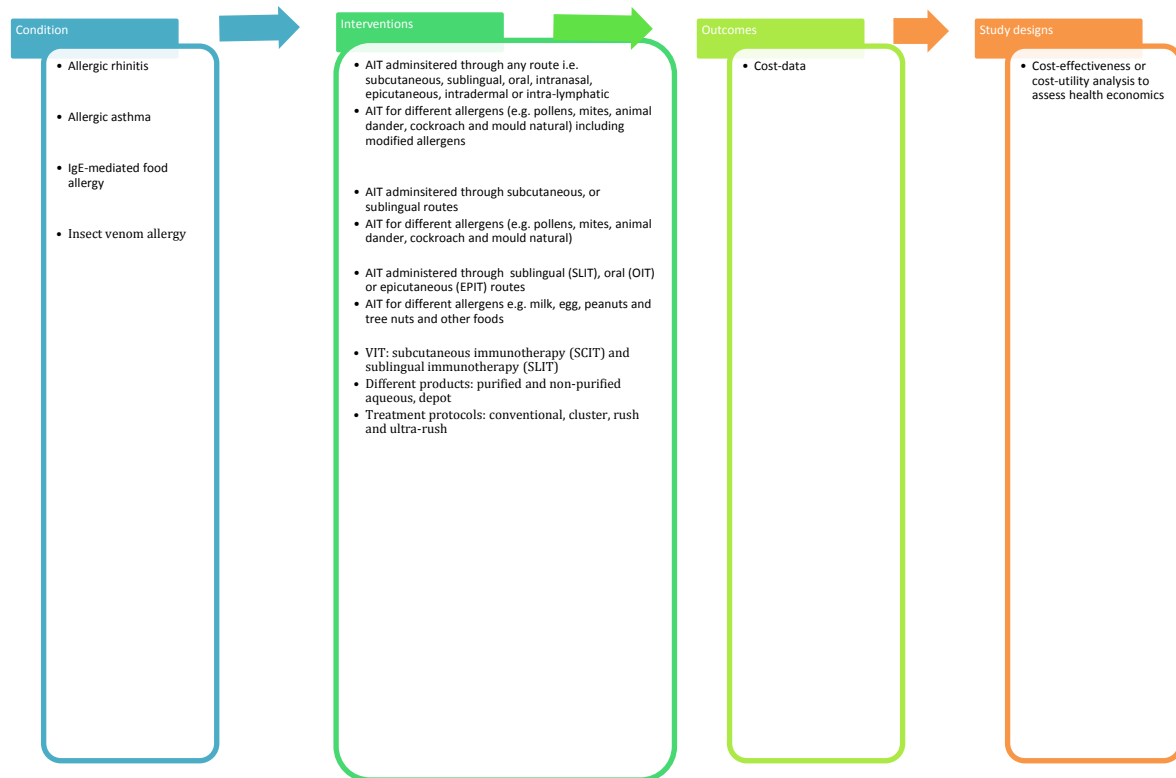 Condition
• Allergic rhinitis
• Allergic asthma
• IgE-mediated food
allergy
• Insect venom allergy
Interventions
• AIT adminsitered through any route i.e.
subcutaneous, sublingual, oral, intranasal,
epicutaneous, intradermal or intra-lymphatic
• AIT for different allergens (e.g. pollens, mites, animal
dander, cockroach and mould natural) including
modified allergens
• AIT adminsitered through subcutaneous, or
sublingual routes
• AIT for different allergens (e.g. pollens, mites, animal
dander, cockroach and mould natural)
• AIT administered through sublingual (SLIT), oral (OIT)
or epicutaneous (EPIT) routes
• AIT for different allergens e.g. milk, egg, peanuts and
tree nuts and other foods
• VIT: subcutaneous immunotherapy (SCIT) and
sublingual immunotherapy (SLIT)
• Different products: purified and non-purified
aqueous, depot
• Treatment protocols: conventional, cluster, rush
and ultra-rush
Outcomes
• Cost-data
Study designs
• Cost-effectiveness or
cost-utility analysis to
assess health economics